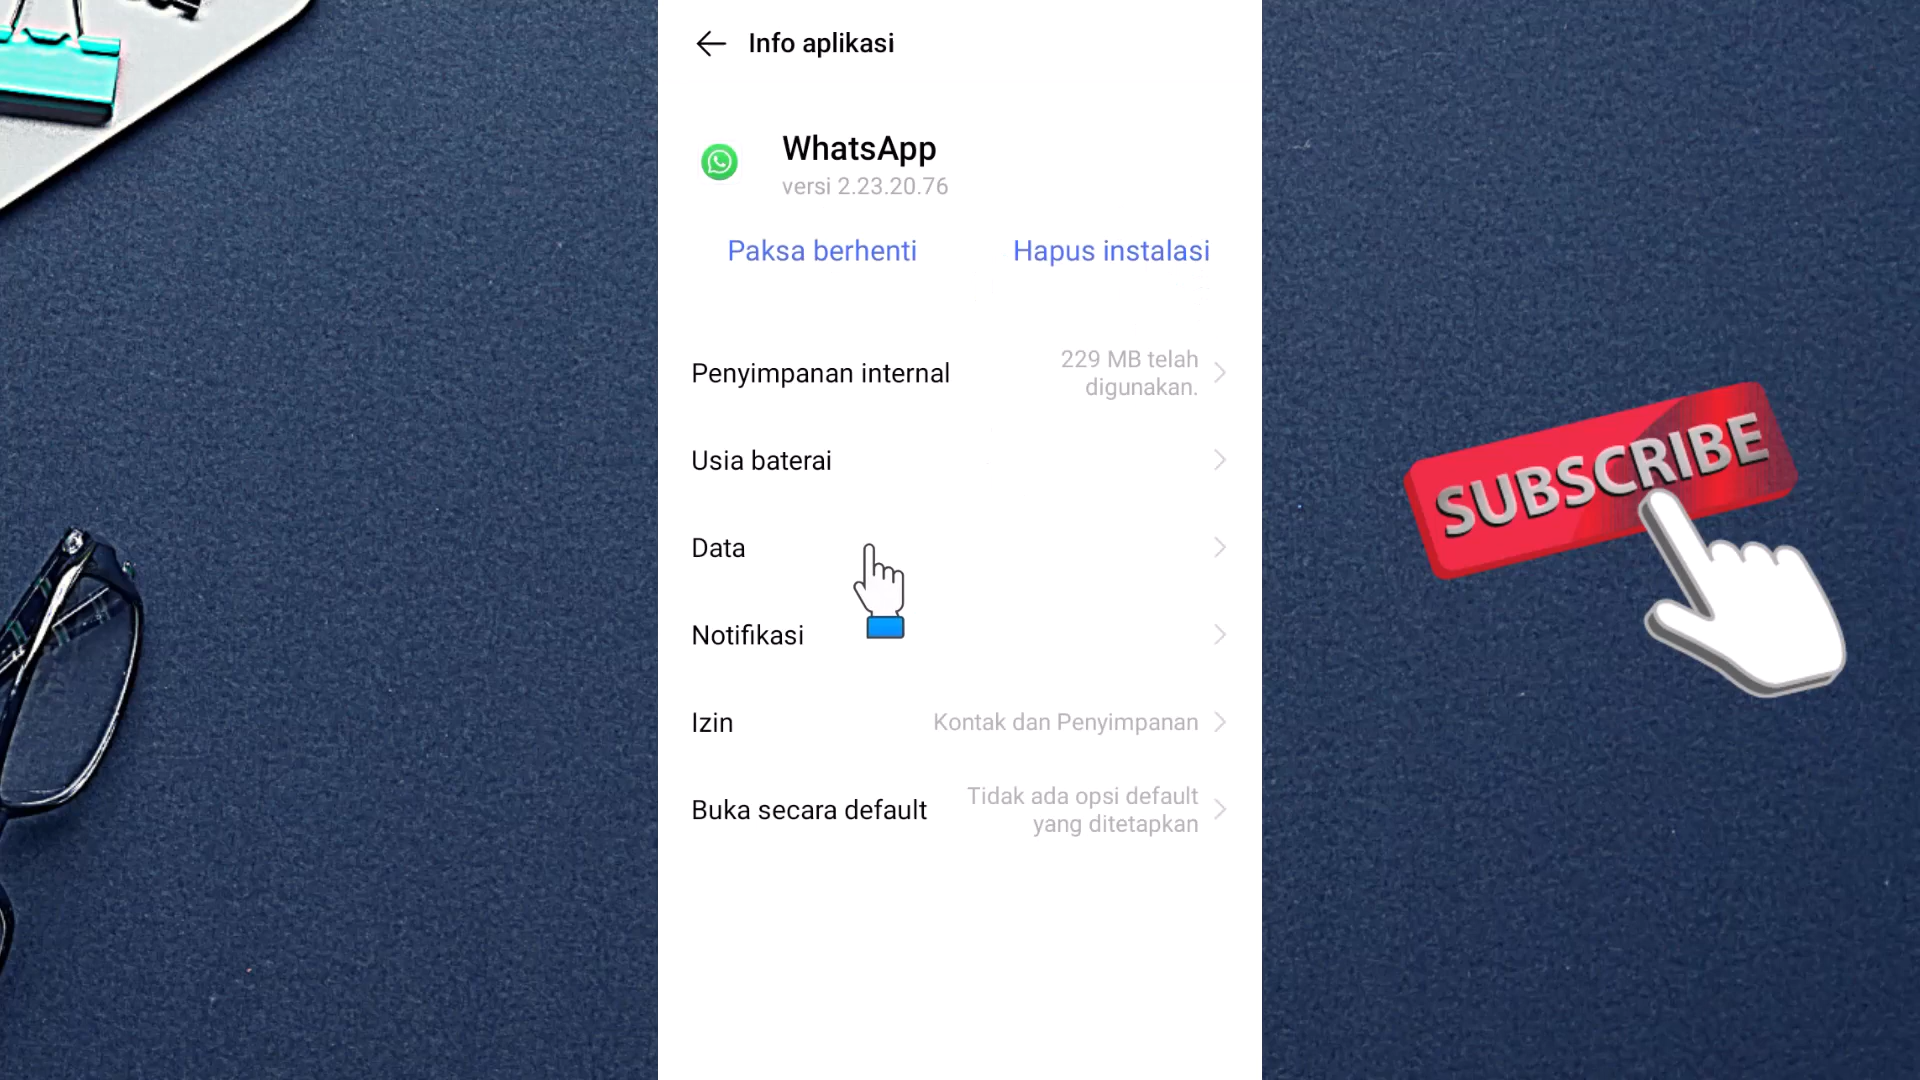 Info aplikasi
WhatsApp
versi 2.23.20.76
Paksa berhenti
Hapus instalasi
Penyimpanan internal
229 MB telah
digunakan.
Usia baterai
Data
Notifikasi
Izin
Kontak dan Penyimpanan
Buka secara default
Tidak ada opsi default
yang ditetapkan
SUBSCRIBE